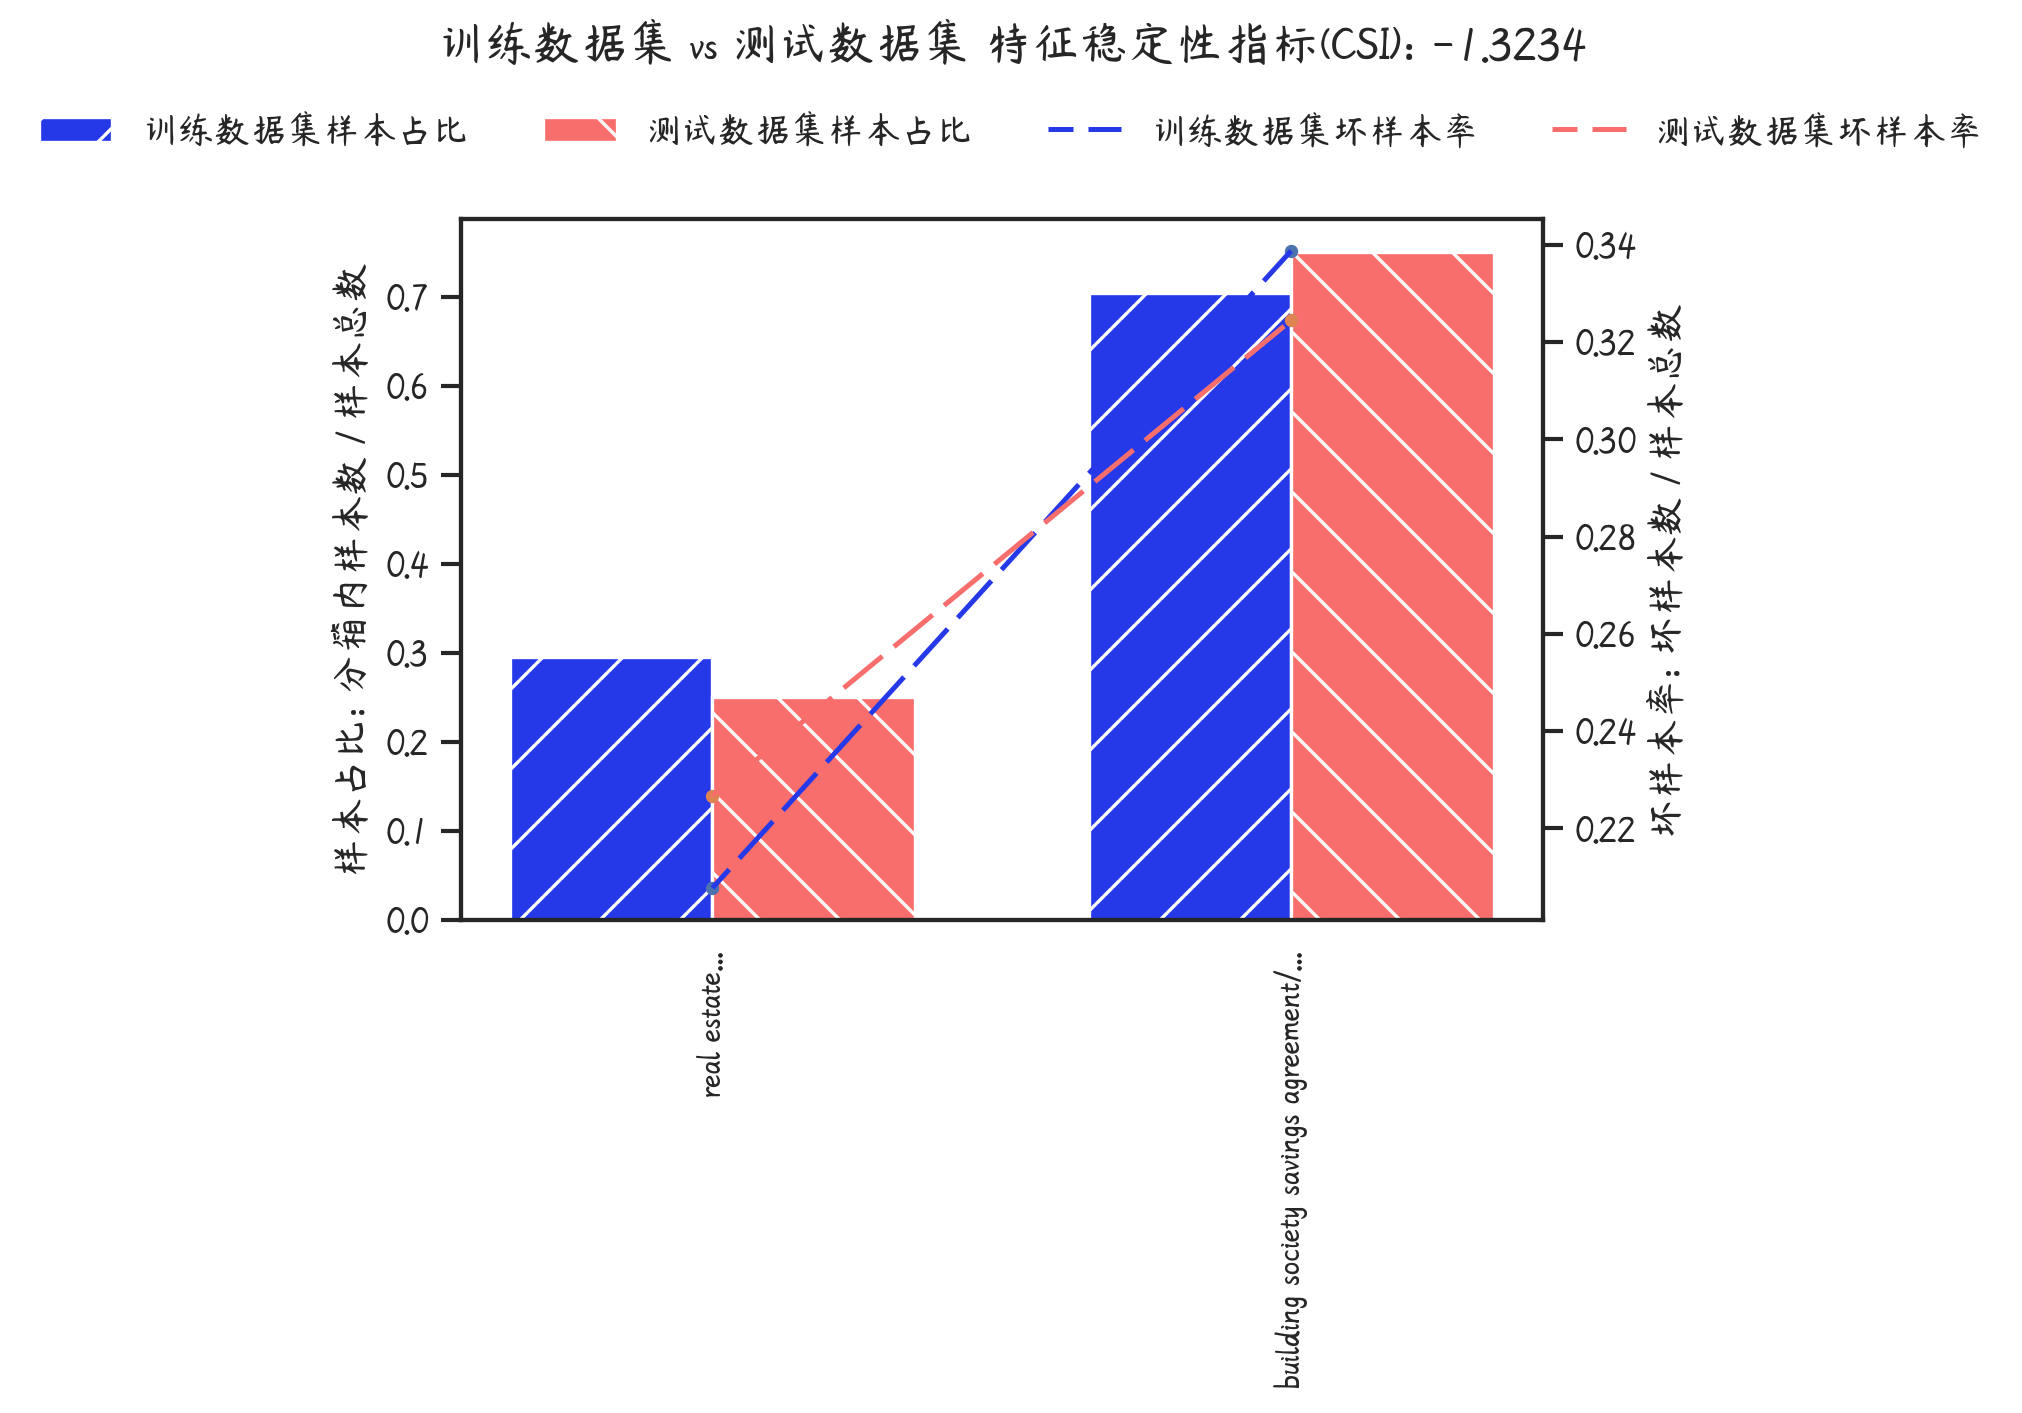 训练数据集 vs 测试数据集 特征稳定性指标(CSI): -1.3234
训练数据集样本占比
测试数据集样本占比
训练数据集坏样本率
测试数据集坏样本率
样本占比: 分箱内样本数 / 样本总数
0.7
0.6
0.5
0.4
0.3
0.2
0.1
0.0
0.34
0.32
0.30
0.28
0.26
0.24
0.22
坏样本率: 坏样本数 / 样本总数
real estate...
building society savings agreement/...